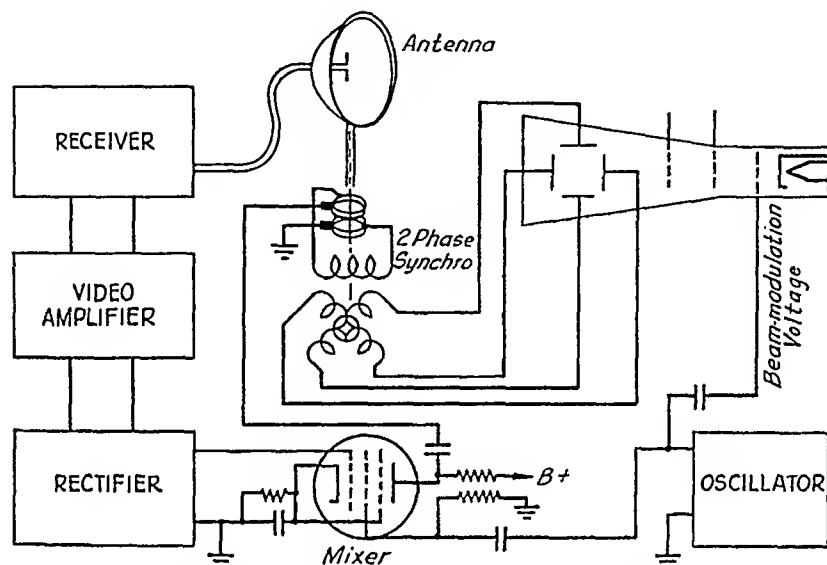 Antenna
RECEIVER
2 Phase
Synchro
VIDEO
AMPLIFIER
Beam-modulation
Voltage
RECTIFIER
B+
OSCILLATOR
Mixer